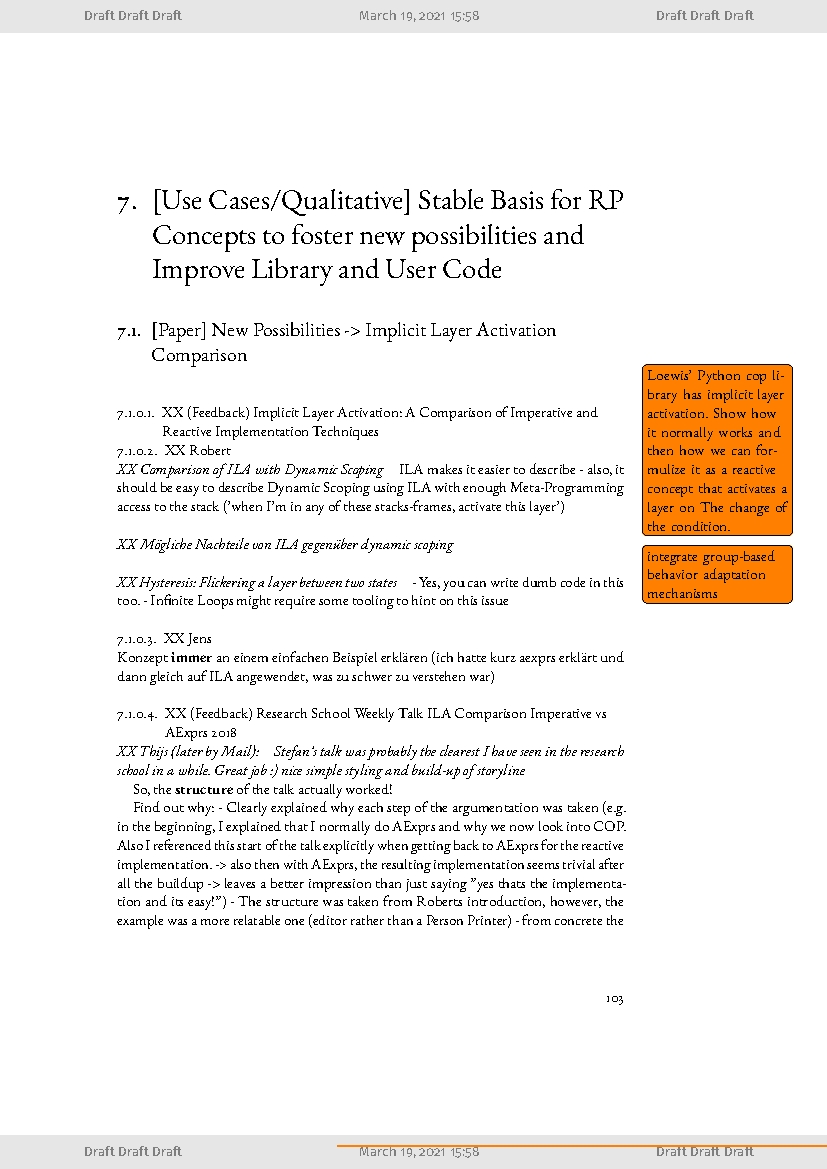 Draft Draft Draft March 19, 2021 15:58 Draft Draft Draft
7. [Use Cases/Qualitative] Stable Basis for RP
Concepts to foster new possibilities and
Improve Library and User Code
7.1. [Paper] New Possibilities -> Implicit Layer Activation
Comparison
7.1.0.1. XX (Feedback) Implicit Layer Activation: A Comparison of Imperative and
Reactive Implementation Techniques
7.1.0.2. XX Robert
XX Comparison of ILA with Dynamic Scoping ILA makes it easier to describe - also, it
should be easy to describe Dynamic Scoping using ILA with enough Meta-Programming
access to the stack ('when I'm in any of these stacks-frames, activate this layer')
XX Mögliche Nachteile von ILA gegenüber dynamic scoping
XX Hysteresis: Flickering a layer between two states - Yes, you can write dumb code in this
too. - Infinite Loops might require some tooling to hint on this issue
7.1.0.3. XX Jens
Konzept immer an einem einfachen Beispiel erklären (ich hatte kurz aexprs erklärt und
dann gleich auf ILA angewendet, was zu schwer zu verstehen war)
7.1.0.4. XX (Feedback) Research School Weekly Talk ILA Comparison Imperative vs
AExprs 2018
XX Thijs (later by Mail): Stefan's talk was probably the clearest I have seen in the research
school in a while. Great job :) nice simple styling and build-up of storyline
So, the structure of the talk actually worked!
Find out why: - Clearly explained why each step of the argumentation was taken (e.g.
in the beginning, I explained that I normally do AExprs and why we now look into COP.
Also I referenced this start of the talk explicitly when getting back to AExprs for the reactive
implementation. -> also then with AExprs, the resulting implementation seems trivial after
all the buildup -> leaves a better impression than just saying ”yes thats the implementa-
tion and its easy!”) - The structure was taken from Roberts introduction, however, the
example was a more relatable one (editor rather than a Person Printer) - from concrete the
Loewis' Python cop li-
brary has implicit layer
activation. Show how
it normally works and
then how we can for-
mulize it as a reactive
concept that activates a
layer on The change of
the condition.
integrate group-based
behavior adaptation
mechanisms
103
Draft Draft Draft March 19, 2021 15:58 Draft Draft Draft